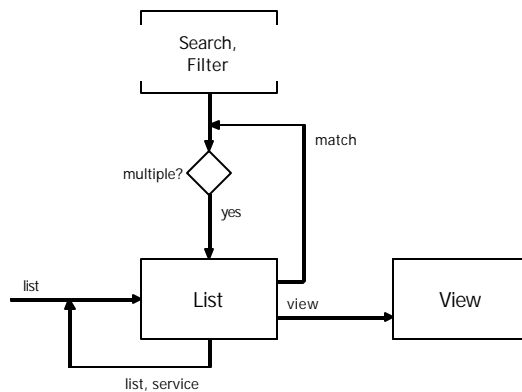 Search,
Filter
match
multiple?
yes
list
List
view
View
list, service